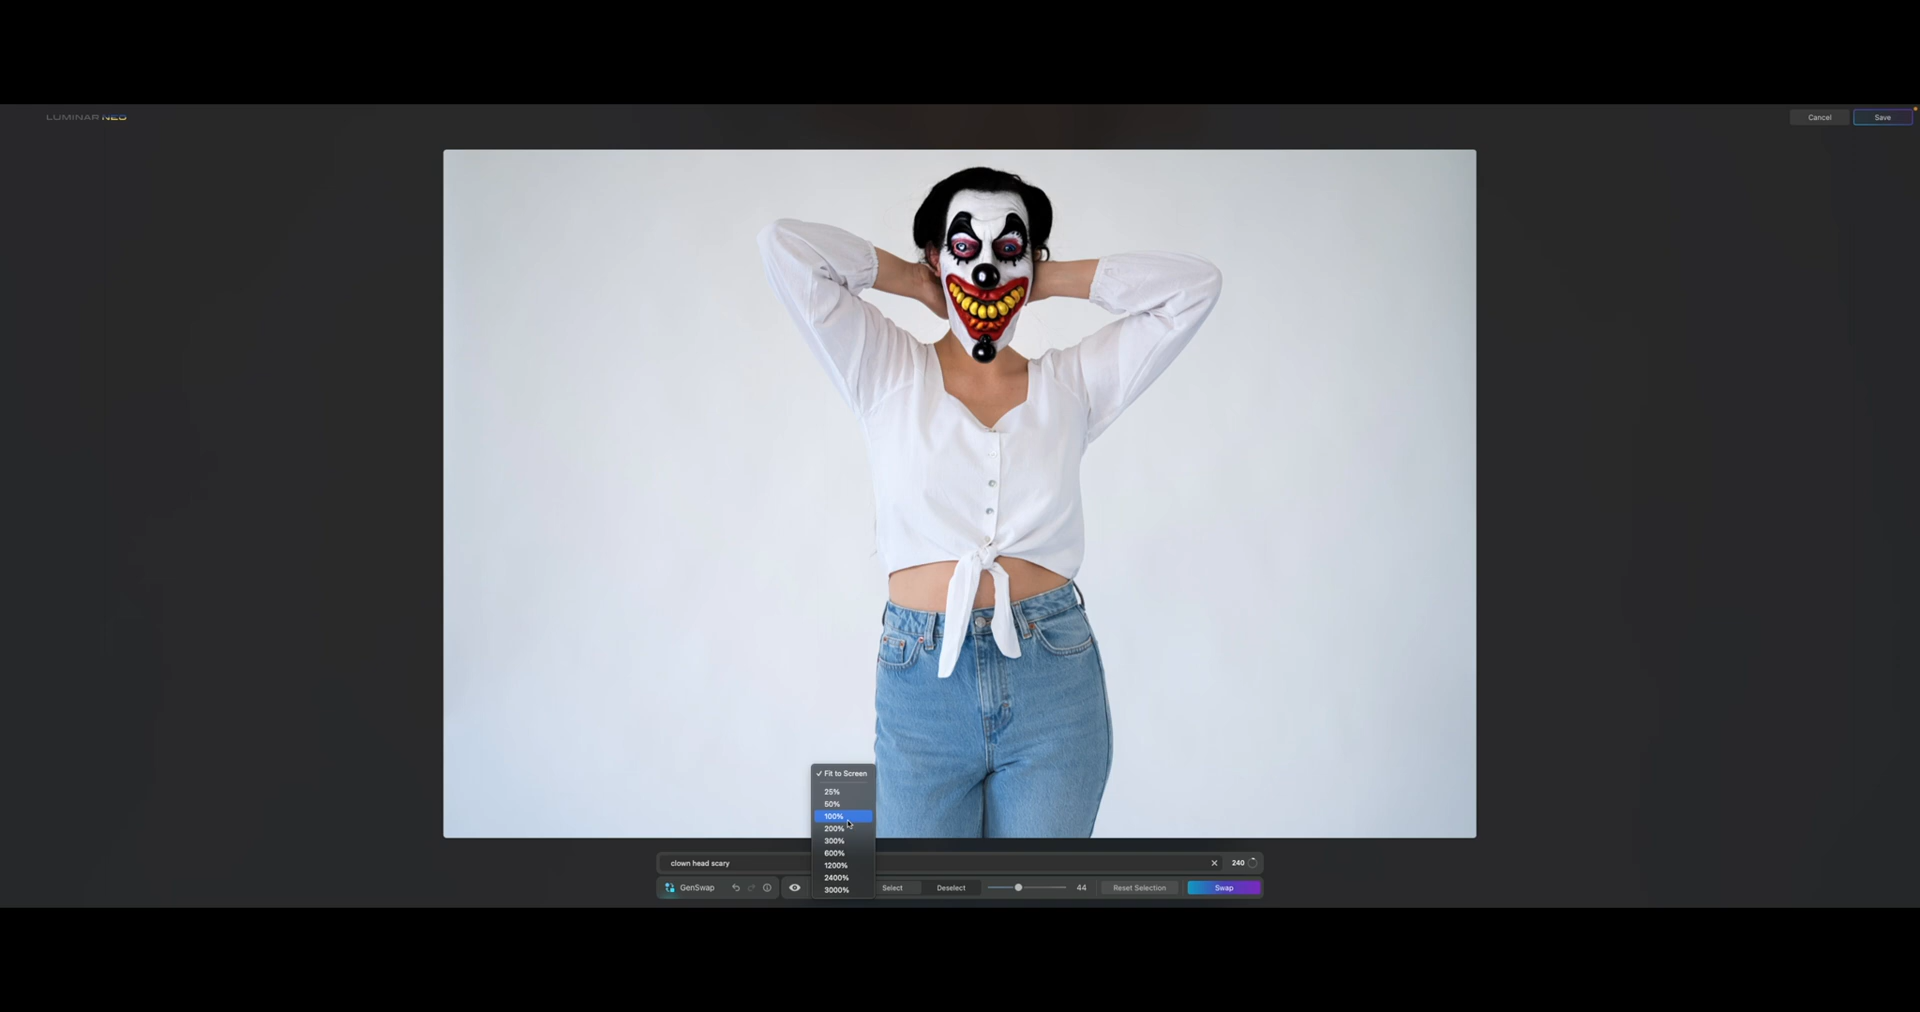 LUMINAR NEO
Cancel
Save
✓ Fit to Screen
25%
50%
100%
200%
300%
600%
1200%
2400%
3000%
clown head scary
240
GenSwap
Select
Deselect
44
Reset Selection
Swap